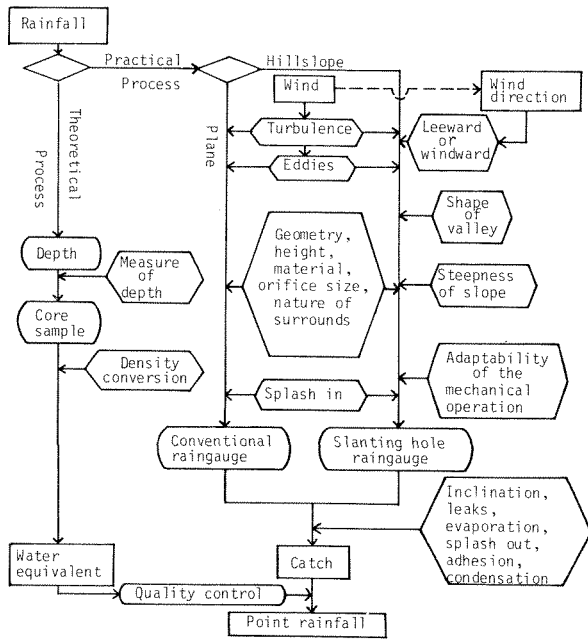 Rainfall
Practical
Process
Hillslope
Wind
Wind
direction
Theoretical
Process
Plane
Turbulence
Leeward
or
windward
Eddies
Shape
of
valley
Geometry,
height,
material,
orifice size,
nature of
surrounds
Depth
Measure
of
depth
Steepness
of slope
Core
sample
Density
conversion
Adaptability
of the
mechanical
operation
Splash in
Conventional
raingauge
Slanting hole
raingauge
Inclination,
leaks,
evaporation,
splash out,
adhesion,
condensation
Water
equivalent
Catch
Quality control
Point rainfall